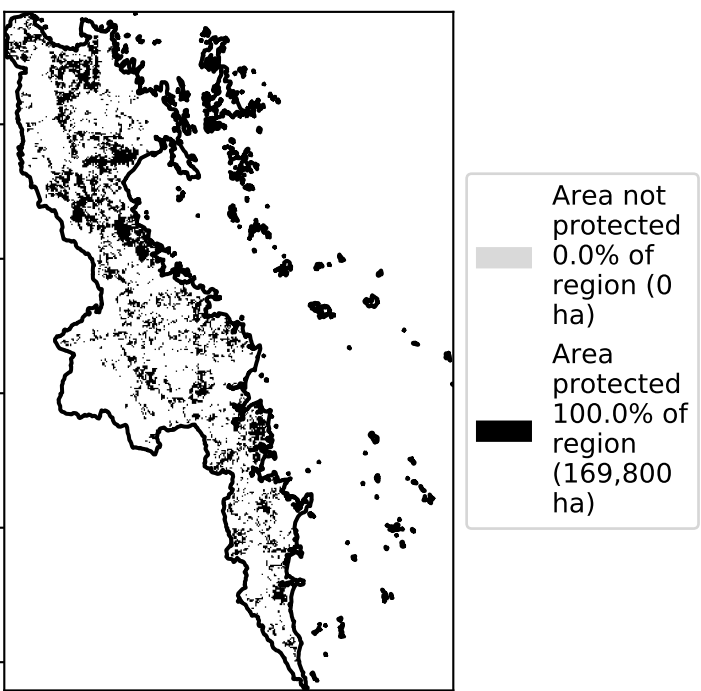 Area not
protected
0.0% of
region (0
ha)
Area
protected
100.0% of
region
(169,800
ha)